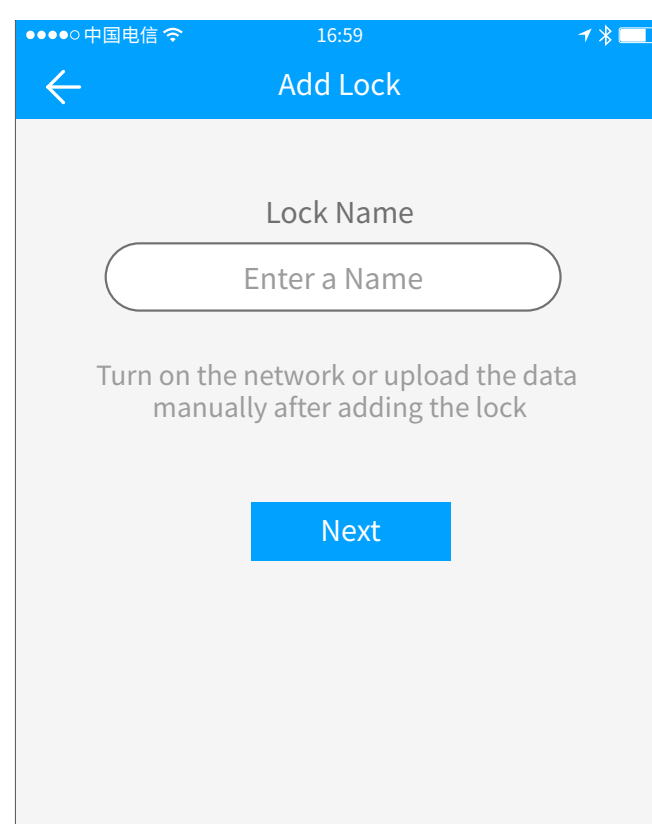 中国电信 16:59
Add Lock
Lock Name
Enter a Name
Turn on the network or upload the data
manually after adding the lock
Next